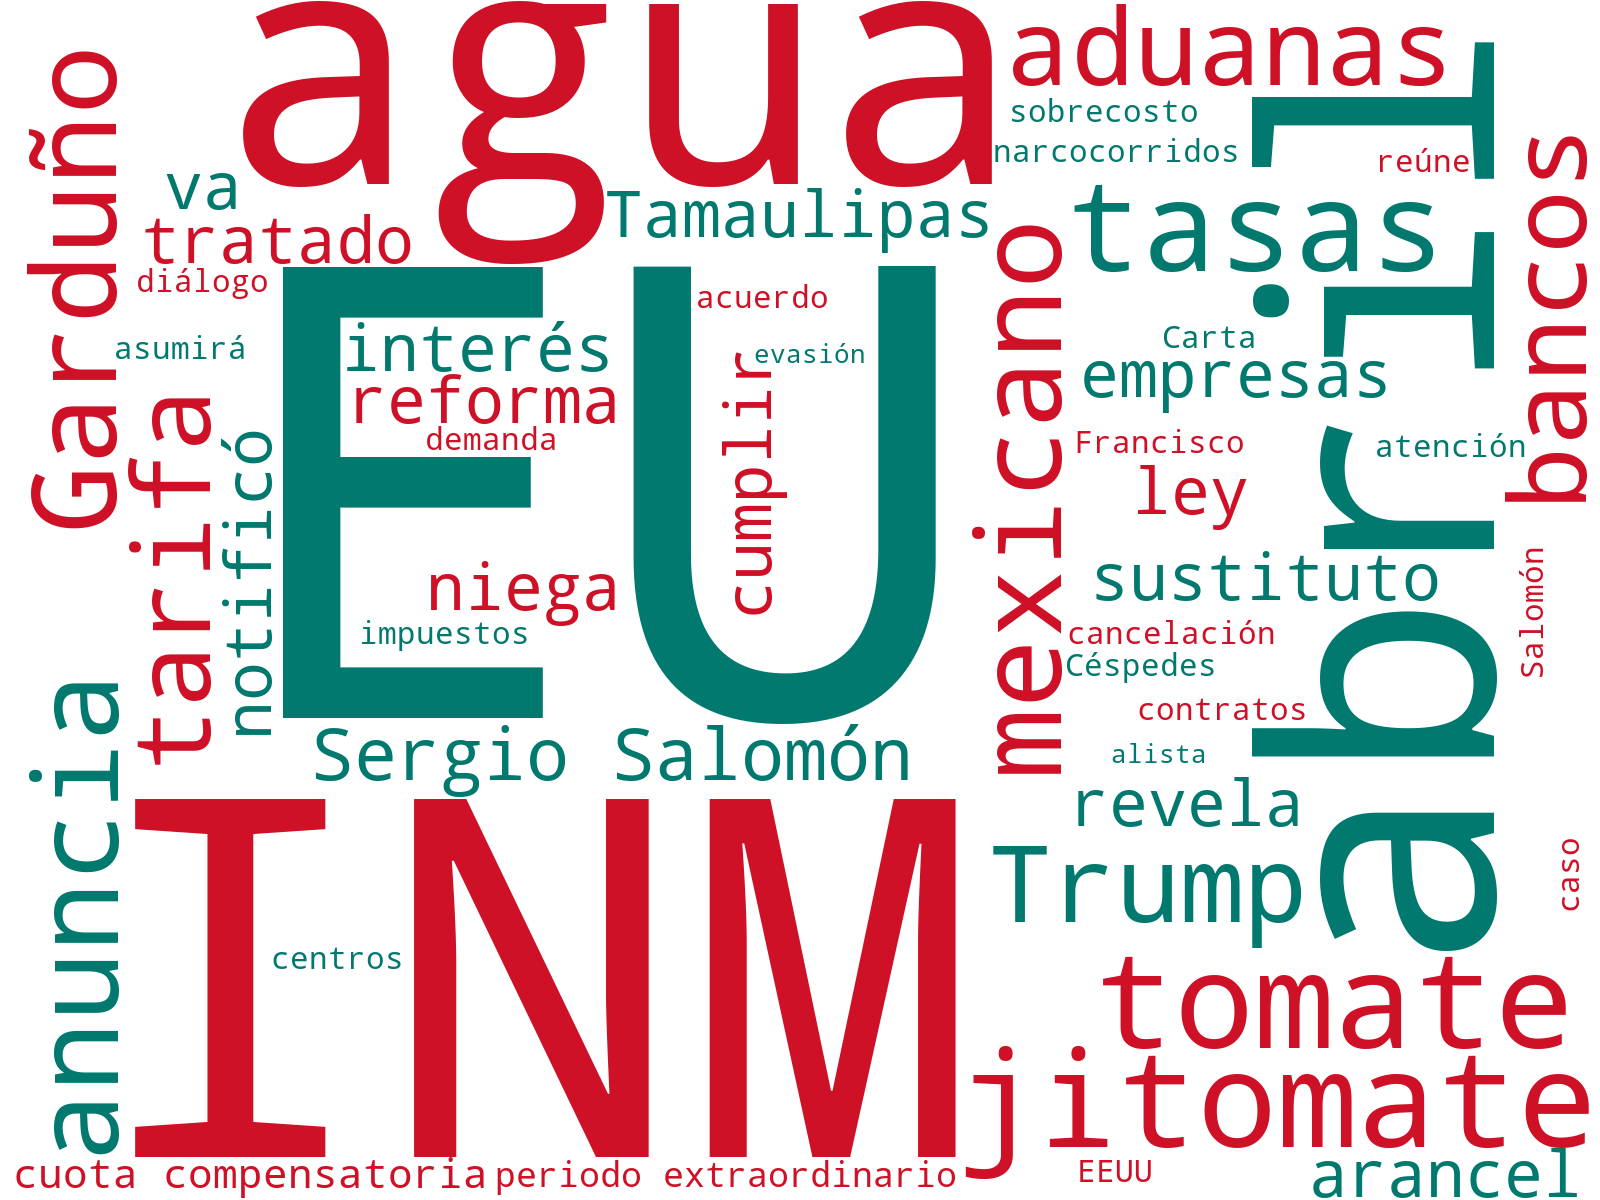 agua
aduanas
sobrecosto
narcocorridos
reúne
Garduño
va
tratado
diálogo
asumirá
Tamaulipas
tasas
abril
bancos
EU
interés
reforma
demanda
acuerdo
evasión
cumplir
mexicano
Carta
empresas
Francisco
atención
ley
tarifa
notificó
niega
impuestos
sustituto
cancelación
Céspedes
contratos
alista
Salomón
anuncia
Sergio Salomón
revela
Trump
caso
INM
centros
tomate
jitomate
cuota compensatoria
periodo extraordinario
EEUU
arancel